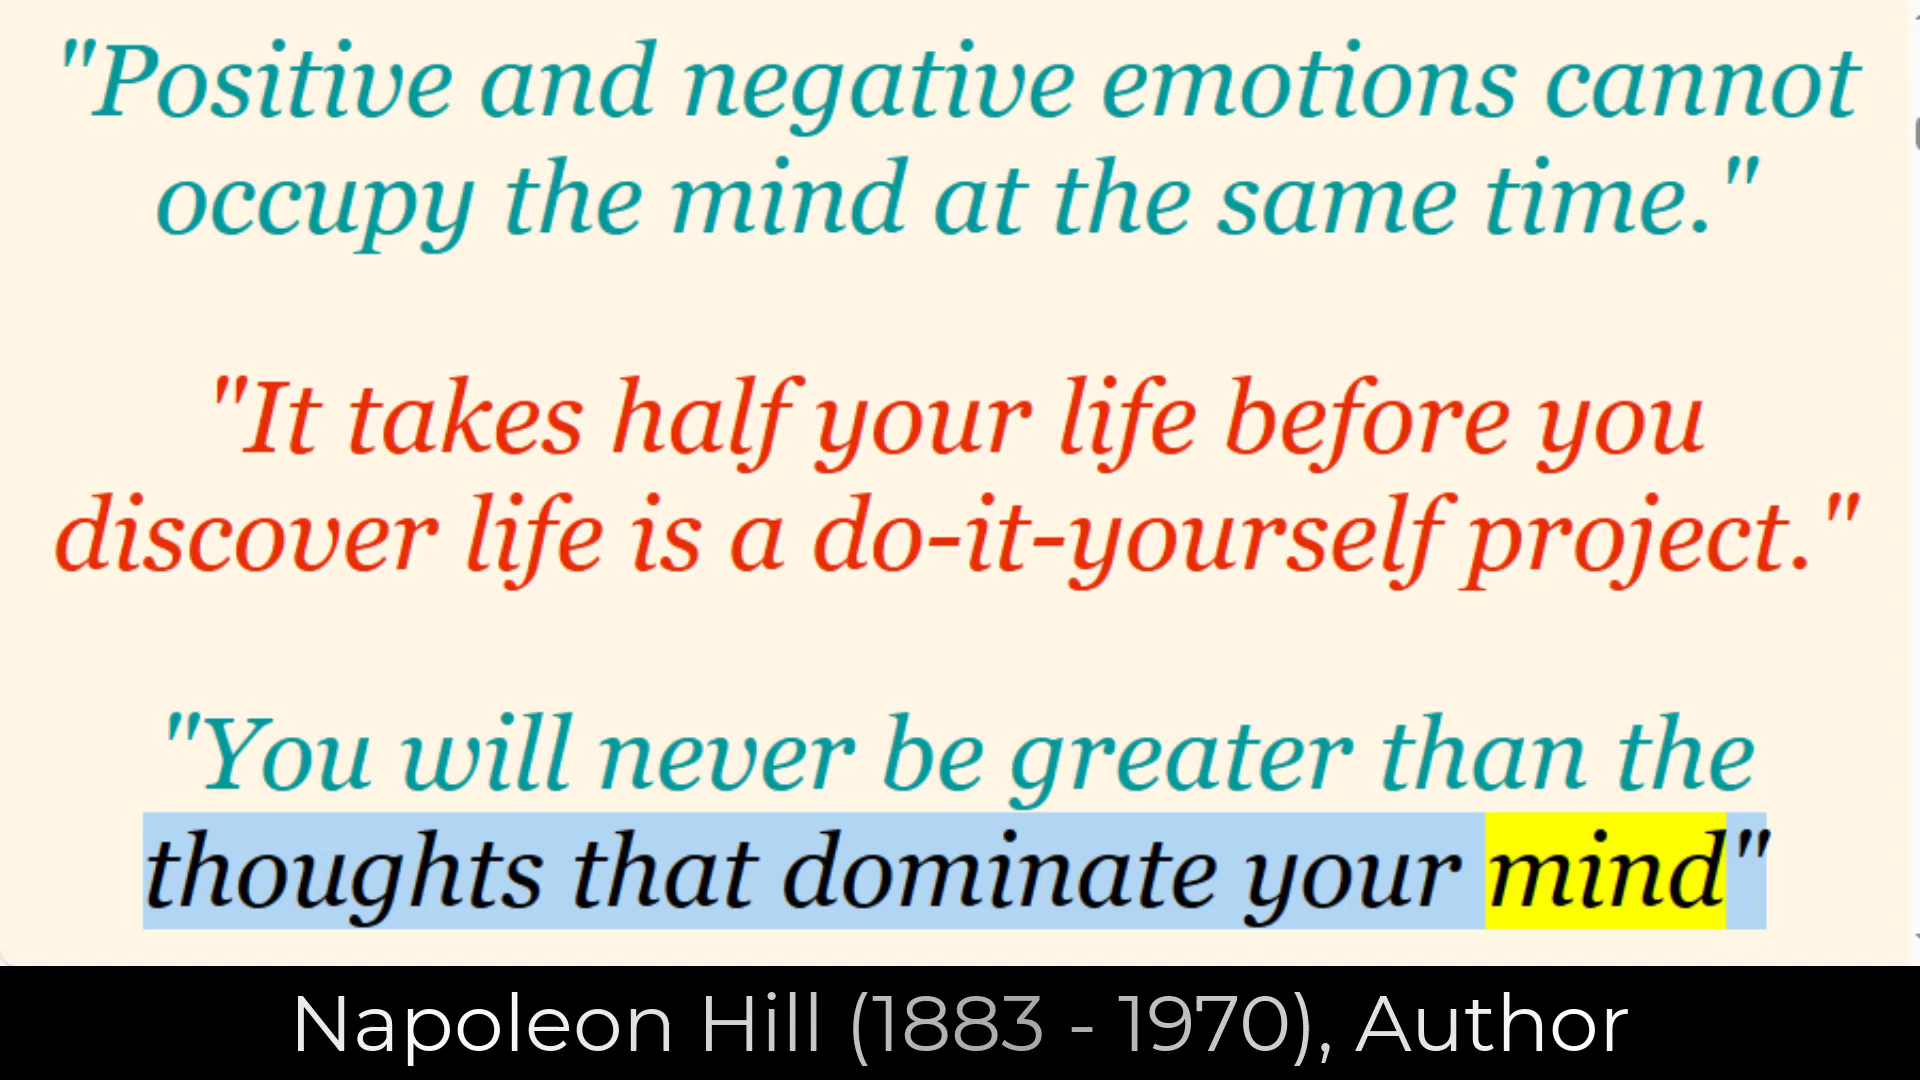 "Positive and negative emotions cannot
occupy the mind at the same time."
"It takes half your life before you
discover life is a do-it-yourself project."
"You will never be greater than the
thoughts that dominate your mind"
Napoleon Hill (1883 - 1970), Author